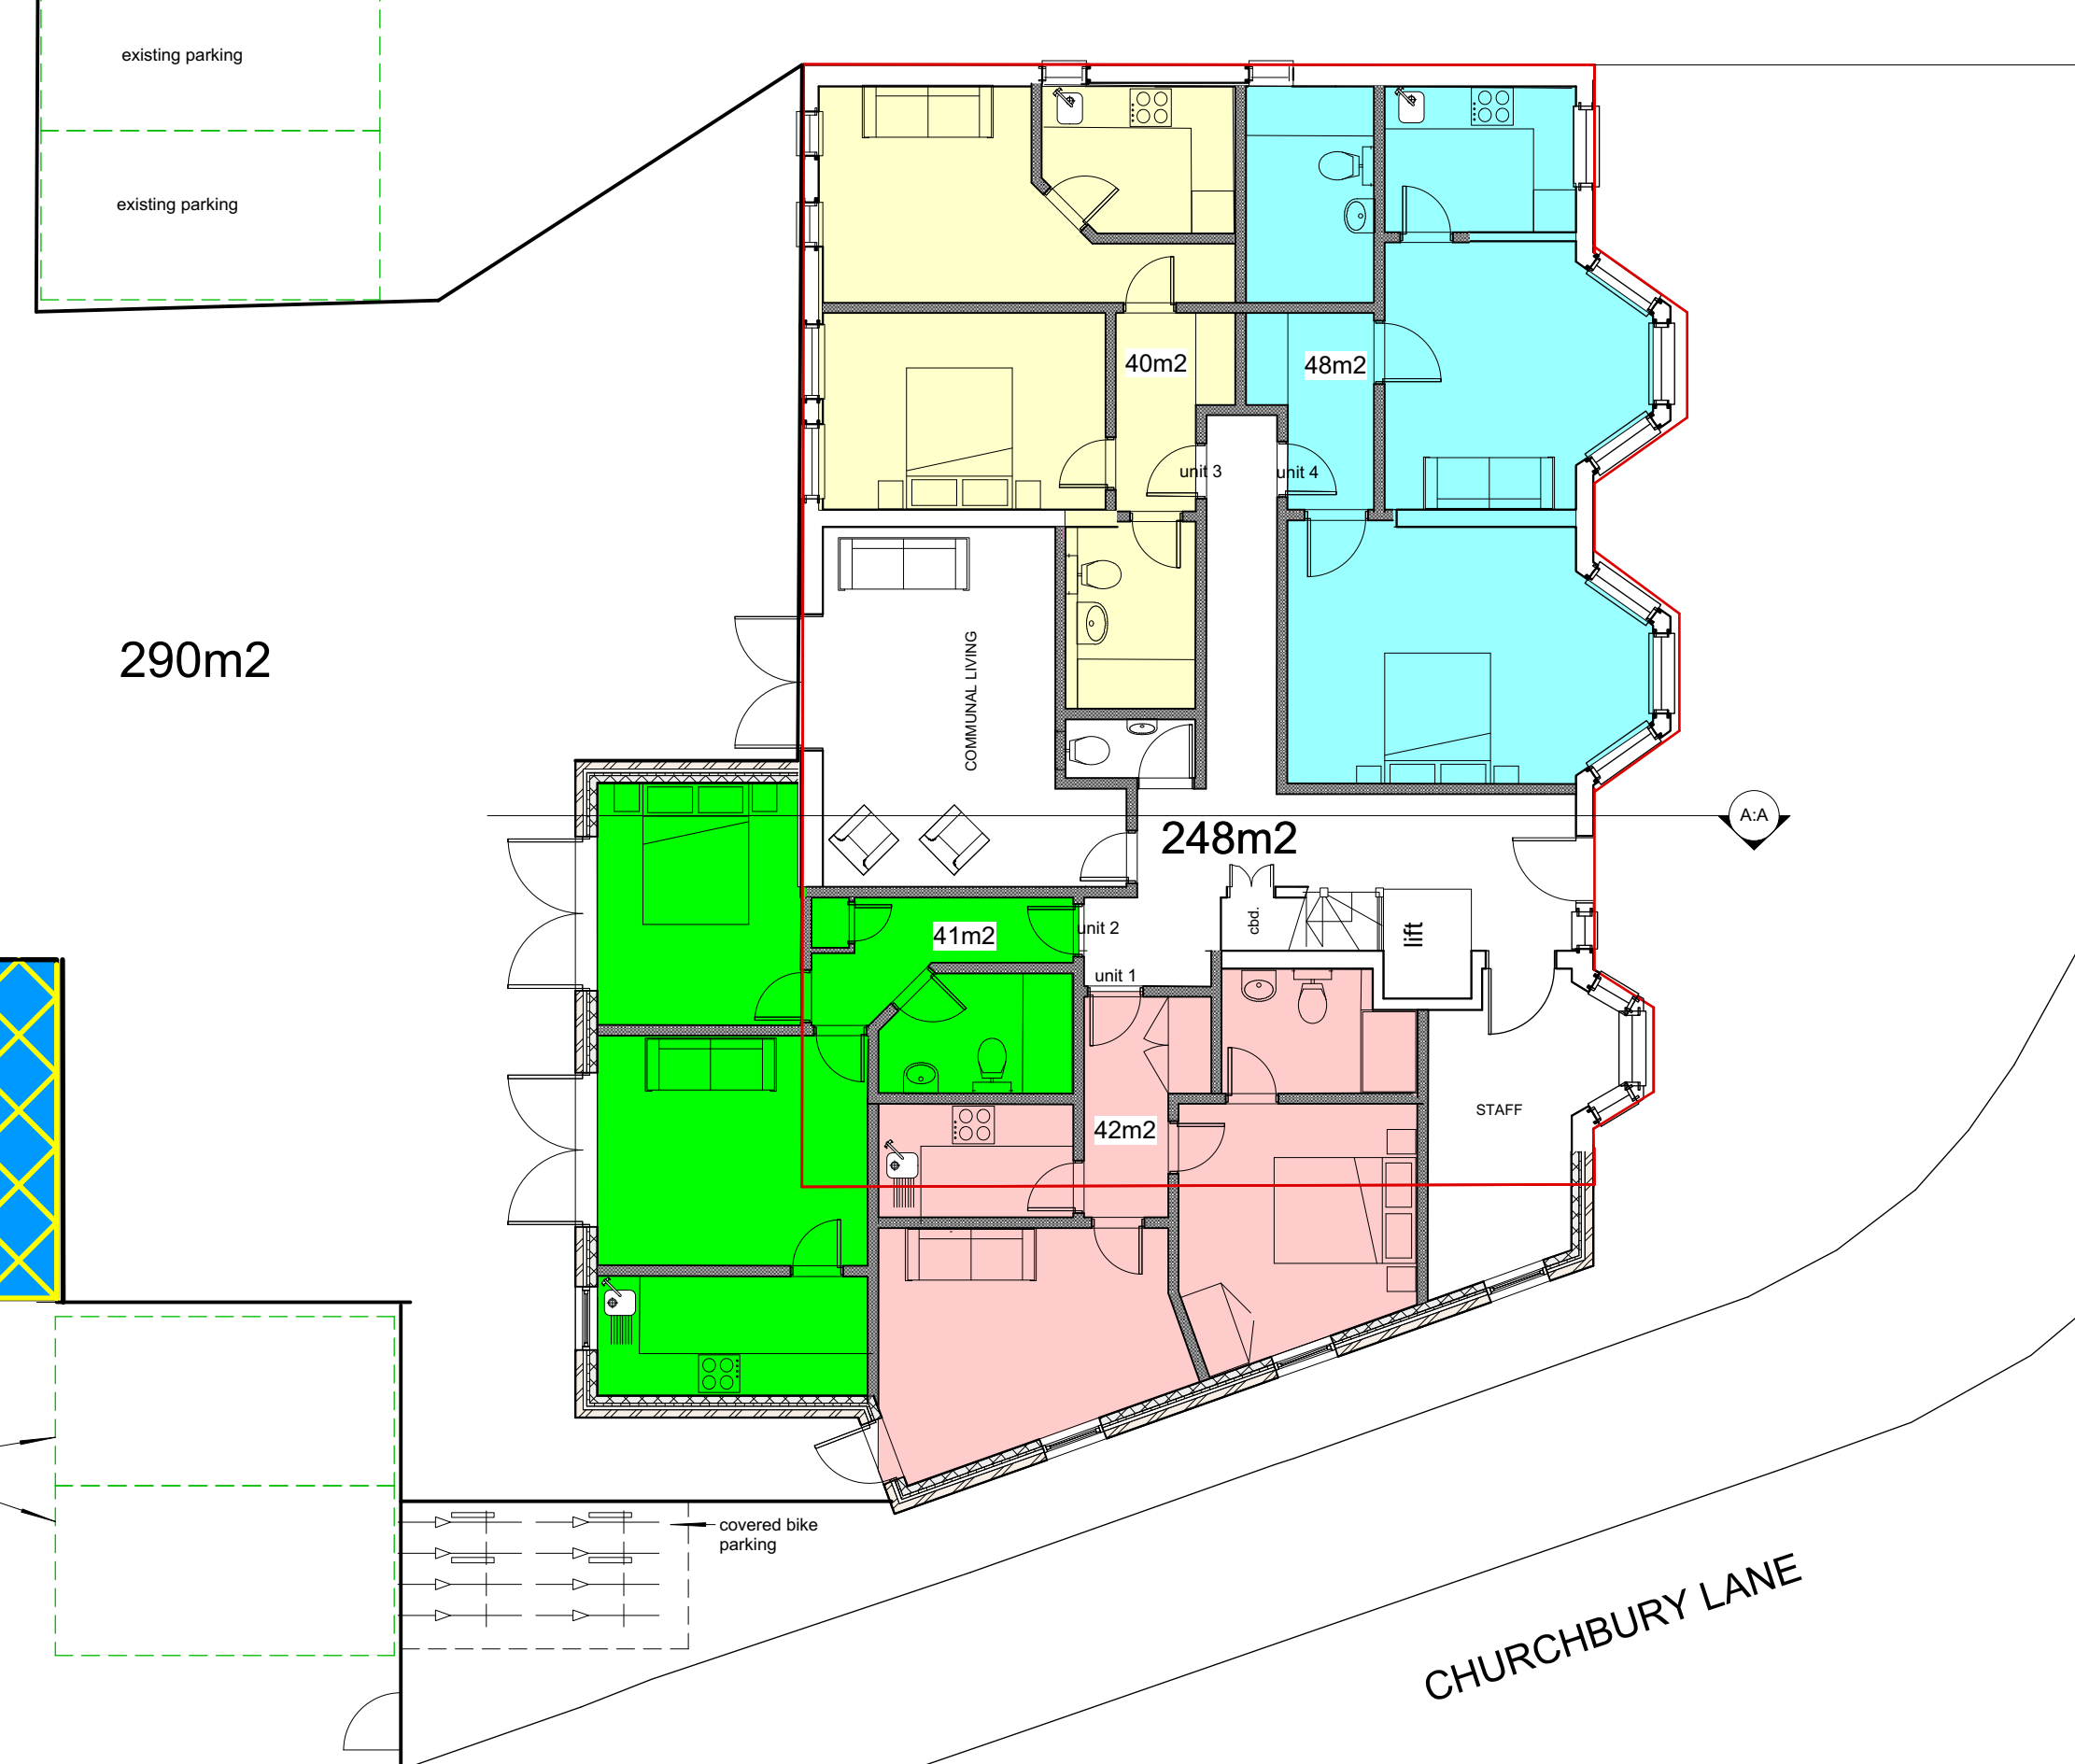 existing parking
existing parking
40m2
48m2
unit 3
unit 4
290m2
COMMUNAL LIVING
A:A
248m2
cbd.
lift
41m2
unit 2
unit 1
STAFF
42m2
covered bike
parking
CHURCHBURY LANE